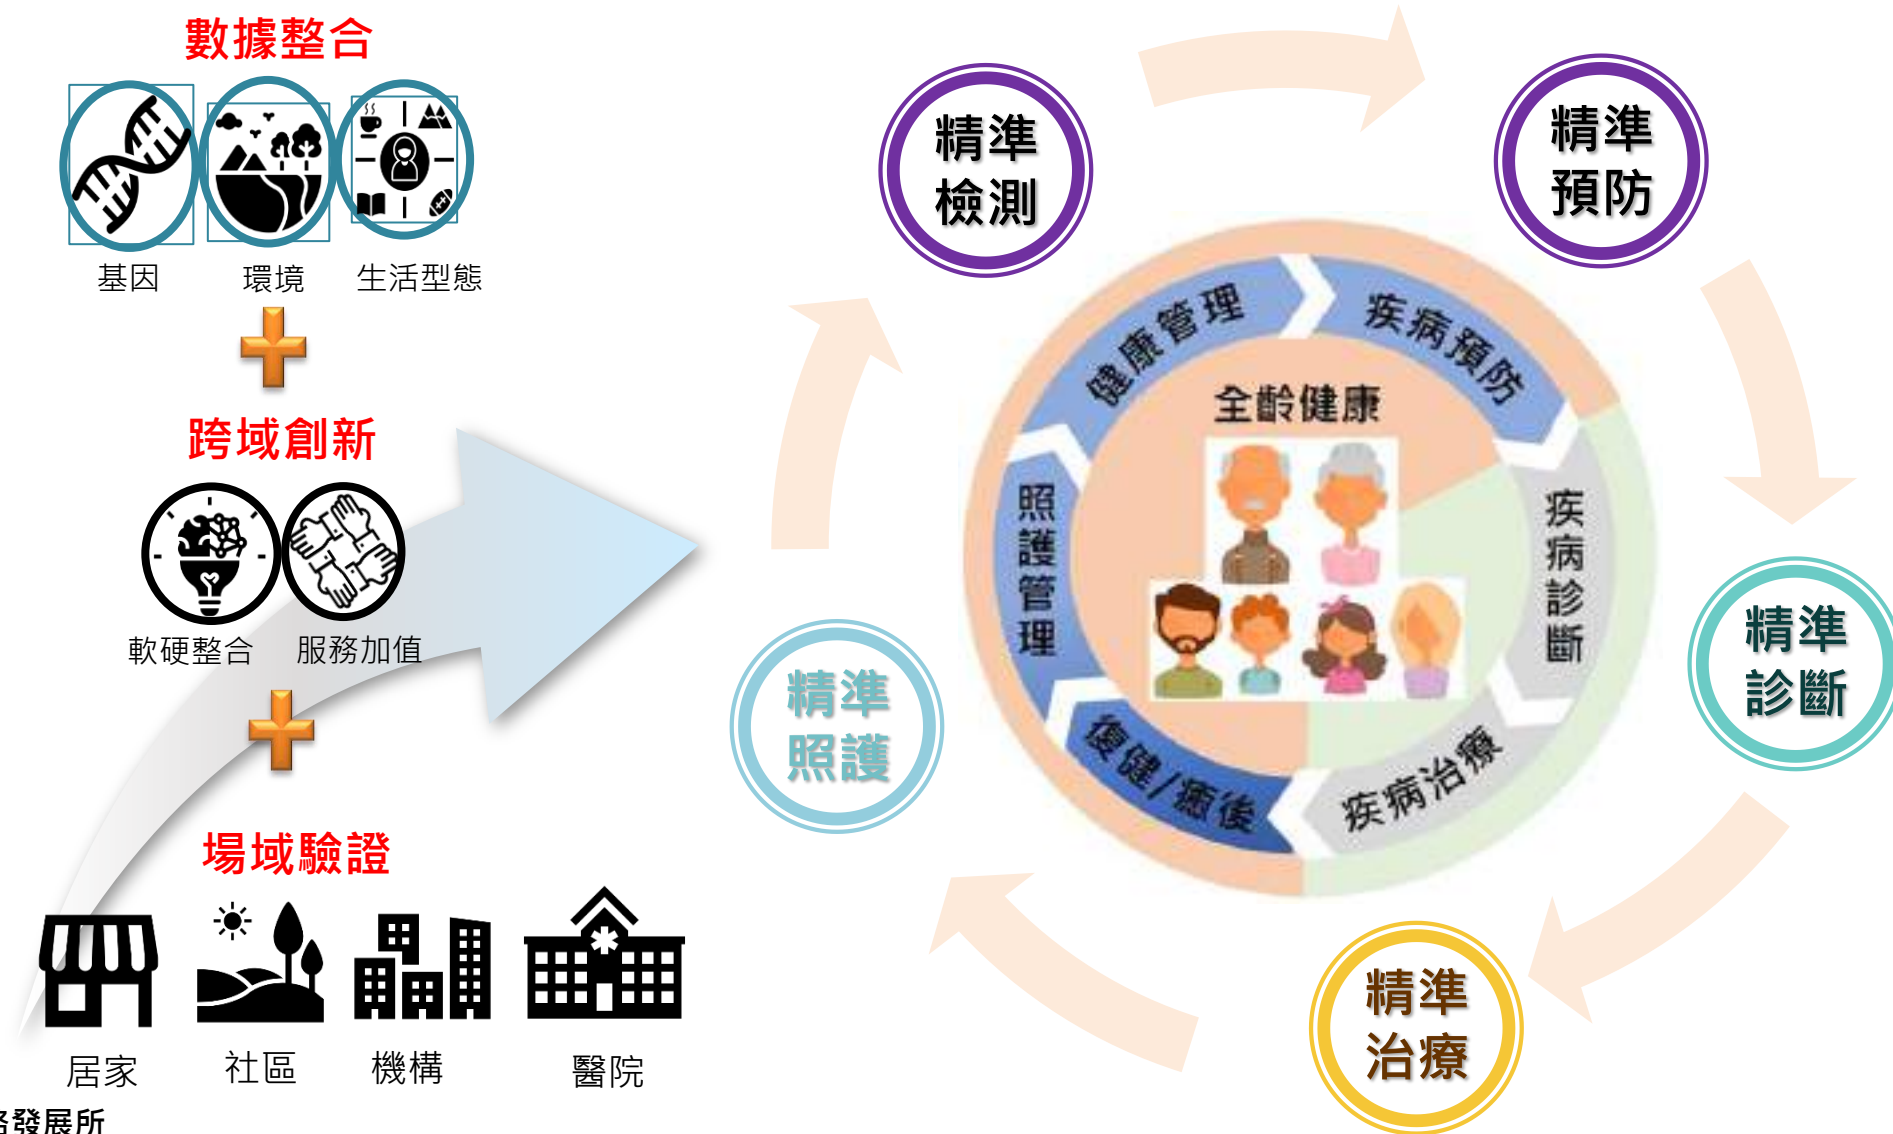 數據整合
基因
環境
生活型態
跨域創新
軟硬整合
服務加值
場域驗證
居家
社區
機構
醫院
發展所
精準
檢測
精準
預防
精準
診斷
精準
治療
精準
照護
健康管理
疾病預防
疾病診斷
疾病治療
復健/癒後
照護管理
全齡健康